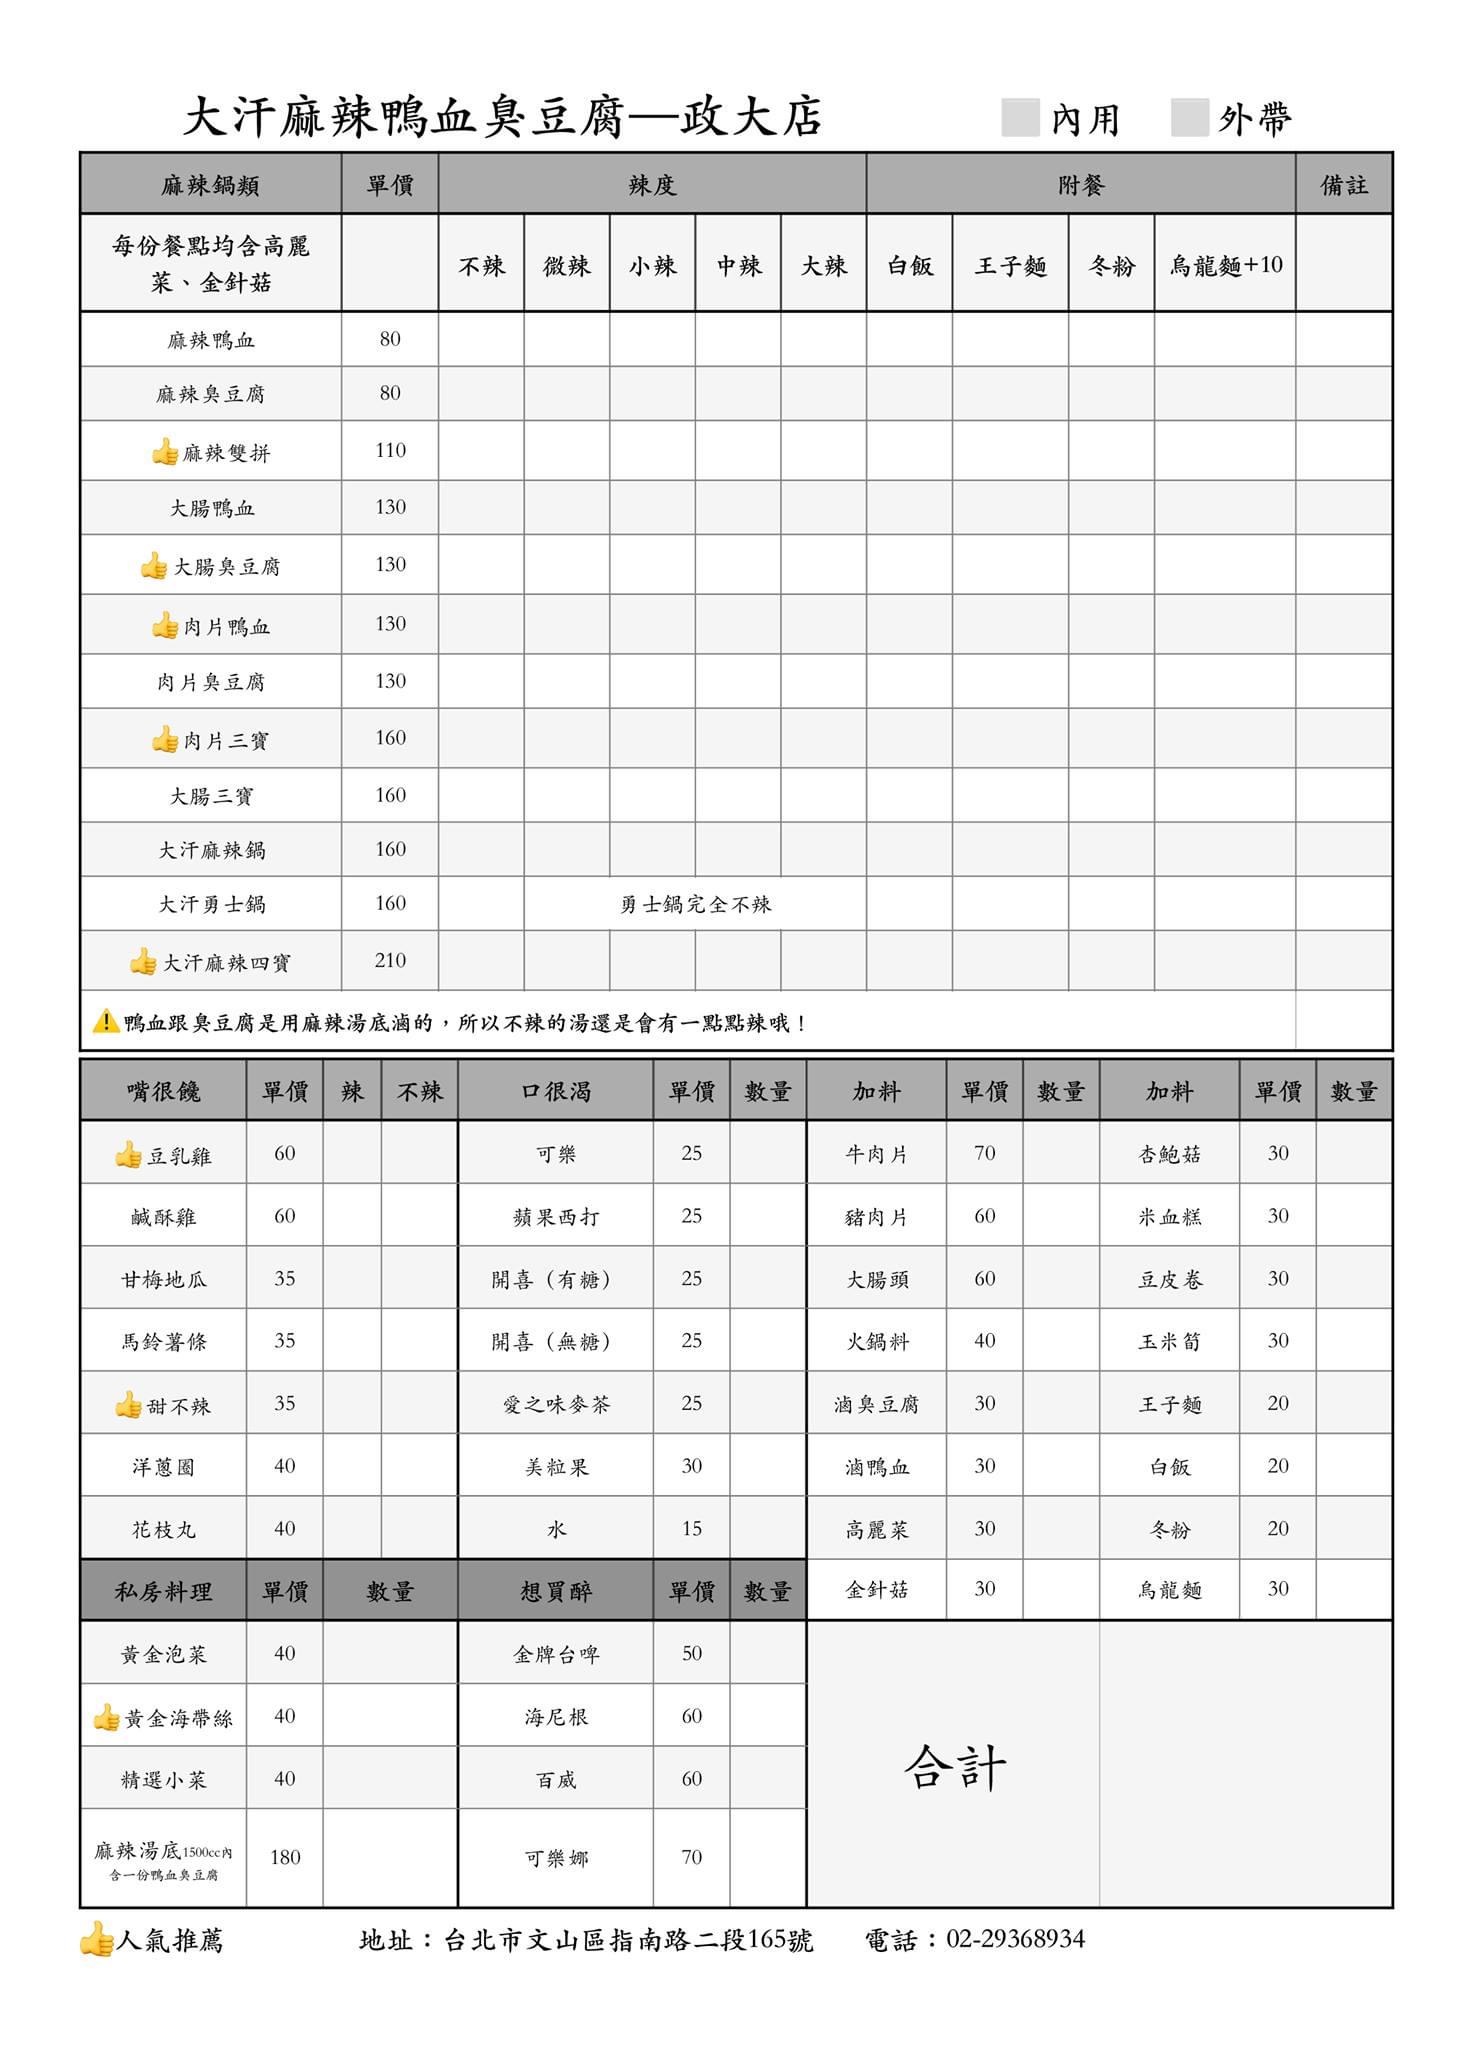 大汗麻辣鴨血臭豆腐—政大店 內用 外帶
麻辣鍋類 單價 辣度 附餐 備註
每份餐點均含高麗
菜、金針菇
不辣 微辣 小辣 中辣 大辣 白飯 王子麵 冬粉 烏龍麵+10
麻辣鴨血 80
麻辣臭豆腐 80
👍麻辣雙拼 110
大腸鴨血 130
👍大腸臭豆腐 130
👍肉片鴨血 130
肉片臭豆腐 130
👍肉片三寶 160
大腸三寶 160
大汗麻辣鍋 160
大汗勇士鍋 160 勇士鍋完全不辣
👍大汗麻辣四寶 210
⚠️鴨血跟臭豆腐是用麻辣湯底滷的，所以不辣的湯還是會有一點點辣哦！
嘴很饞 單價 辣 不辣 口很渴 單價 數量 加料 單價 數量 加料 單價 數量
👍豆乳雞 60 可樂 25 牛肉片 70 杏鮑菇 30
鹹酥雞 60 蘋果西打 25 豬肉片 60 米血糕 30
甘梅地瓜 35 開喜（有糖） 25 大腸頭 60 豆皮卷 30
馬鈴薯條 35 開喜（無糖） 25 火鍋料 40 玉米筍 30
👍甜不辣 35 愛之味麥茶 25 滷臭豆腐 30 王子麵 20
洋蔥圈 40 美粒果 30 滷鴨血 30 白飯 20
花枝丸 40 水 15 高麗菜 30 冬粉 20
私房料理 單價 數量 想買醉 單價 數量 金針菇 30 烏龍麵 30
黃金泡菜 40 金牌台啤 50
👍黃金海帶絲 40 海尼根 60
精選小菜 40 百威 60
合計
麻辣湯底1500cc內
含一份鴨血臭豆腐
180 可樂娜 70
👍人氣推薦 地址：台北市文山區指南路二段165號 電話：02-29368934